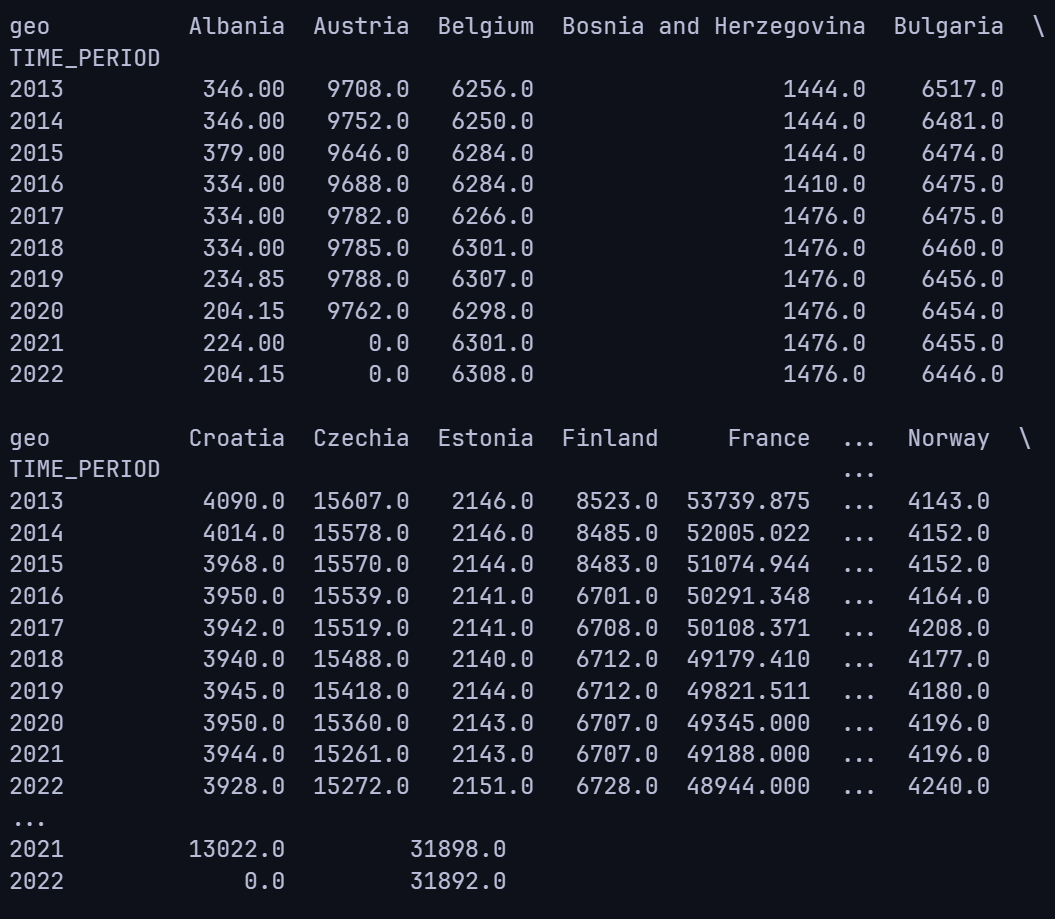 geo           Albania  Austria  Belgium  Bosnia and Herzegovina  Bulgaria  \
TIME_PERIOD
2013           346.00   9708.0   6256.0                  1444.0    6517.0
2014           346.00   9752.0   6250.0                  1444.0    6481.0
2015           379.00   9646.0   6284.0                  1444.0    6474.0
2016           334.00   9688.0   6284.0                  1410.0    6475.0
2017           334.00   9782.0   6266.0                  1476.0    6475.0
2018           334.00   9785.0   6301.0                  1476.0    6460.0
2019           234.85   9788.0   6307.0                  1476.0    6456.0
2020           204.15   9762.0   6298.0                  1476.0    6454.0
2021           224.00      0.0   6301.0                  1476.0    6455.0
2022           204.15      0.0   6308.0                  1476.0    6446.0
geo           Croatia  Czechia  Estonia  Finland     France  ...  Norway  \
TIME_PERIOD                                                  ...
2013           4090.0  15607.0   2146.0   8523.0  53739.875  ...  4143.0
2014           4014.0  15578.0   2146.0   8485.0  52005.022  ...  4152.0
2015           3968.0  15570.0   2144.0   8483.0  51074.944  ...  4152.0
2016           3950.0  15539.0   2141.0   6701.0  50291.348  ...  4164.0
2017           3942.0  15519.0   2141.0   6708.0  50108.371  ...  4208.0
2018           3940.0  15488.0   2140.0   6712.0  49179.410  ...  4177.0
2019           3945.0  15418.0   2144.0   6712.0  49821.511  ...  4180.0
2020           3950.0  15360.0   2143.0   6707.0  49345.000  ...  4196.0
2021           3944.0  15261.0   2143.0   6707.0  49188.000  ...  4196.0
2022           3928.0  15272.0   2151.0   6728.0  48944.000  ...  4240.0
...
2021         13022.0         31898.0
2022             0.0         31892.0